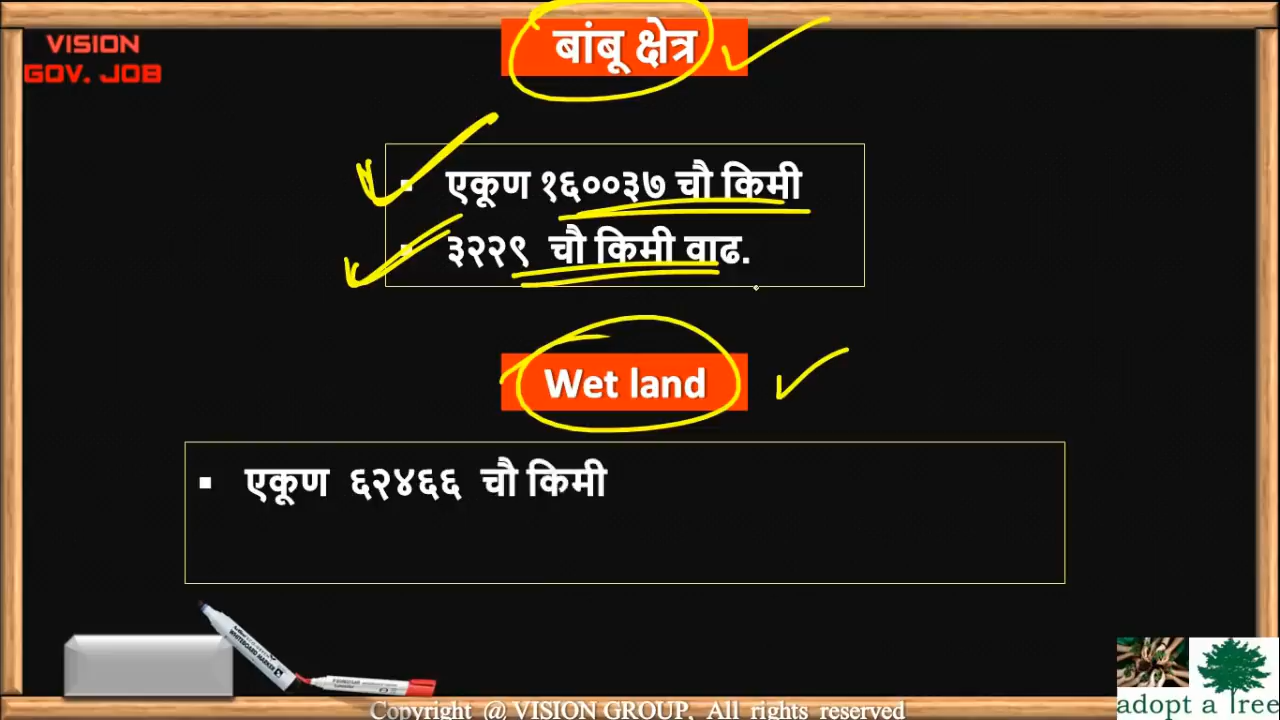 VISION
GOV. JOB
बांबू क्षेत्र
▪ एकूण १६००३७ चौ किमी
▪ ३२२९ चौ किमी वाढ.
Wet land
▪ एकूण ६२४६६ चौ किमी
adopt a Tree
Copyright @ VISION GROUP, All rights reserved